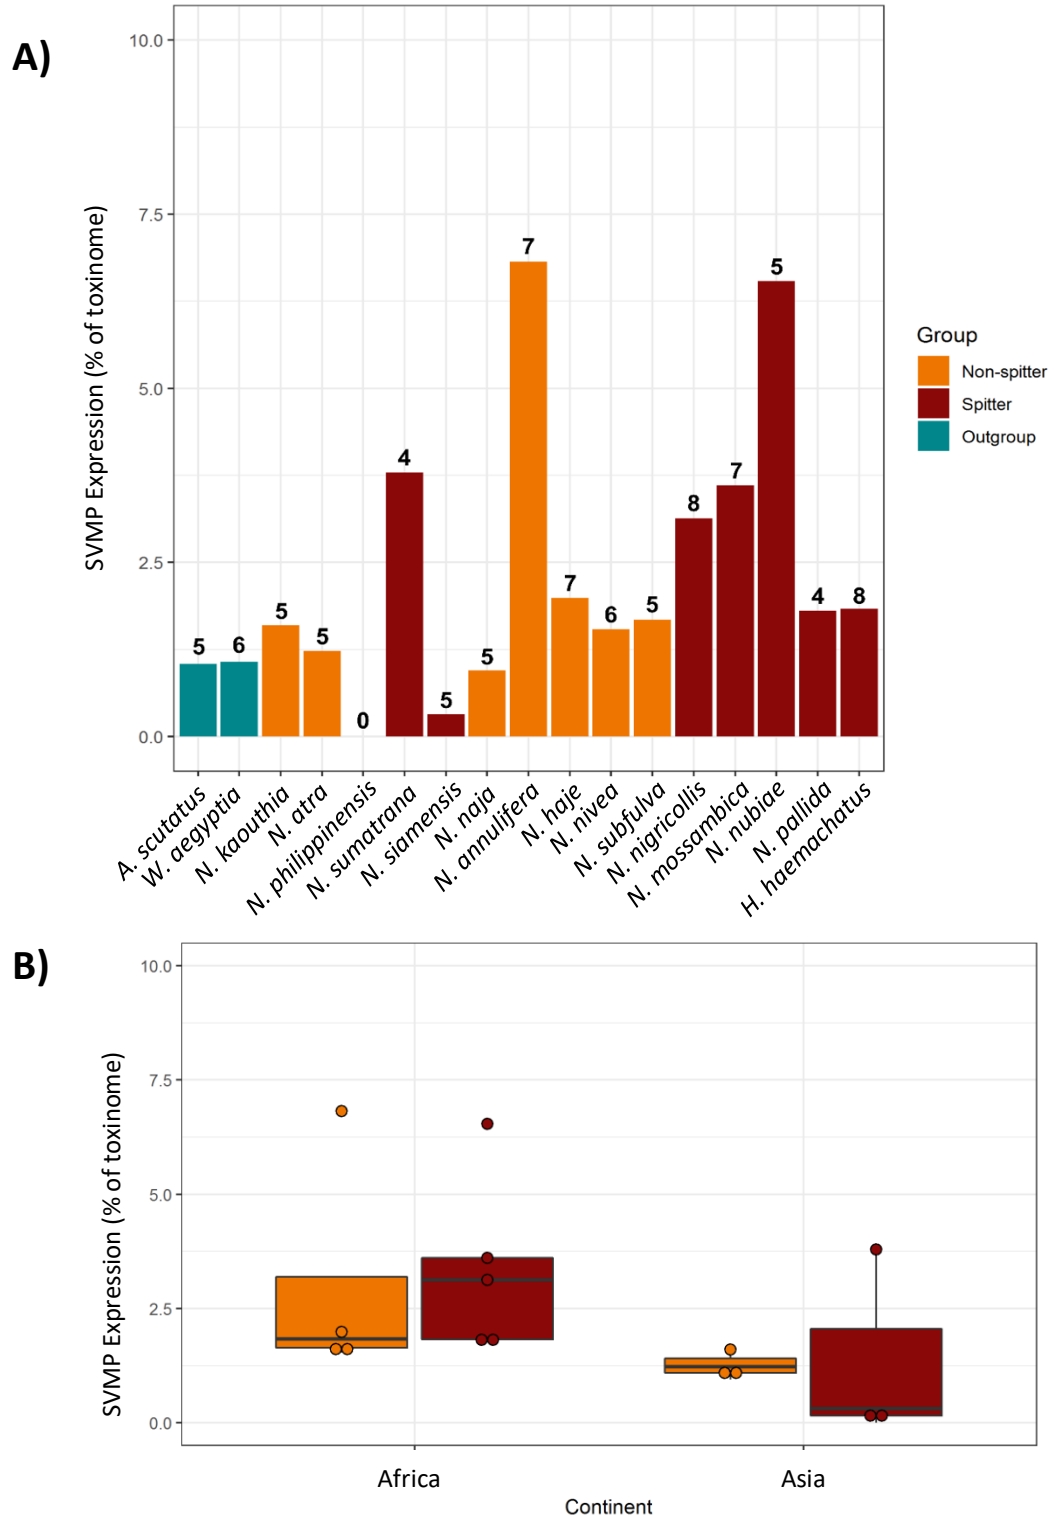 A)
10.0
7.5
5.0
2.5
0.0
SVMP Expression (% of toxinome)
5
6
5
5
0
4
5
5
7
7
6
5
8
7
5
4
8
A. scutatus
W. aegyptia
N. kaouthia
N. atra
N. philippinensis
N. sumatrana
N. siamensis
N. naja
N. annulifera
N. haje
N. nivea
N. subfulva
N. nigricollis
N. mossambica
N. nubiae
N. pallida
H. haemachatus
Group
Non-spitter
Spitter
Outgroup
B)
10.0
7.5
5.0
2.5
0.0
SVMP Expression (% of toxinome)
Africa
Asia
Continent